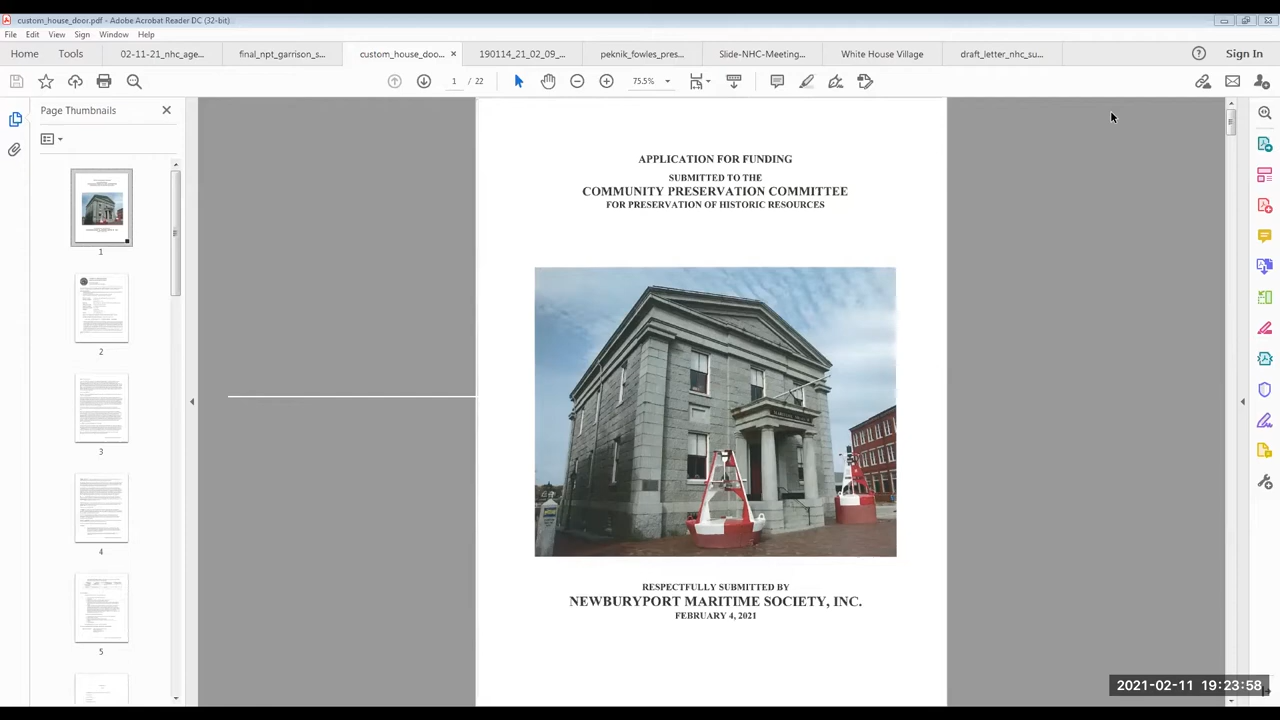 custom_house_door.pdf - Adobe Acrobat Reader DC (32-bit)
File Edit View Sign Window Help
Home Tools 02-11-21_nhc_age... final_npt_garrison_s... custom_house_doo... 190114_21_02_09_... peknik_fowles_pres... Slide-NHC-Meeting... White House Village draft_letter_nhc_su... Sign In
1 / 22 75.5%
Page Thumbnails
1
2
3
4
5
APPLICATION FOR FUNDING
SUBMITTED TO THE
COMMUNITY PRESERVATION COMMITTEE
FOR PRESERVATION OF HISTORIC RESOURCES
RESPECTFULLY SUBMITTED BY
NEWBURYPORT MARITIME SOCIETY, INC.
FEBRUARY 4, 2021
2021-02-11 19:23:58